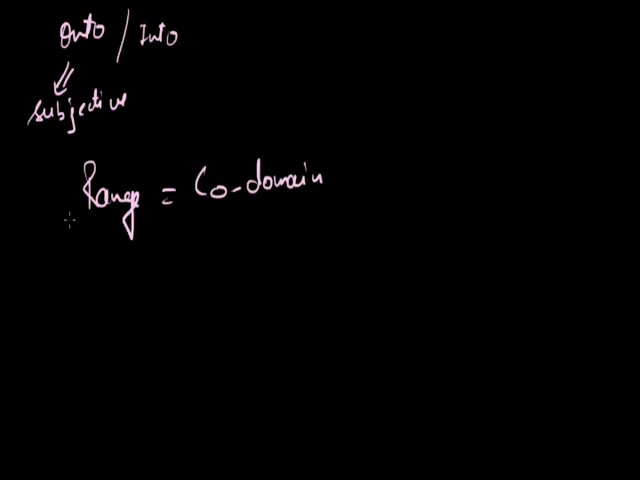 Onto / Into
subjective
Range = Co-domain